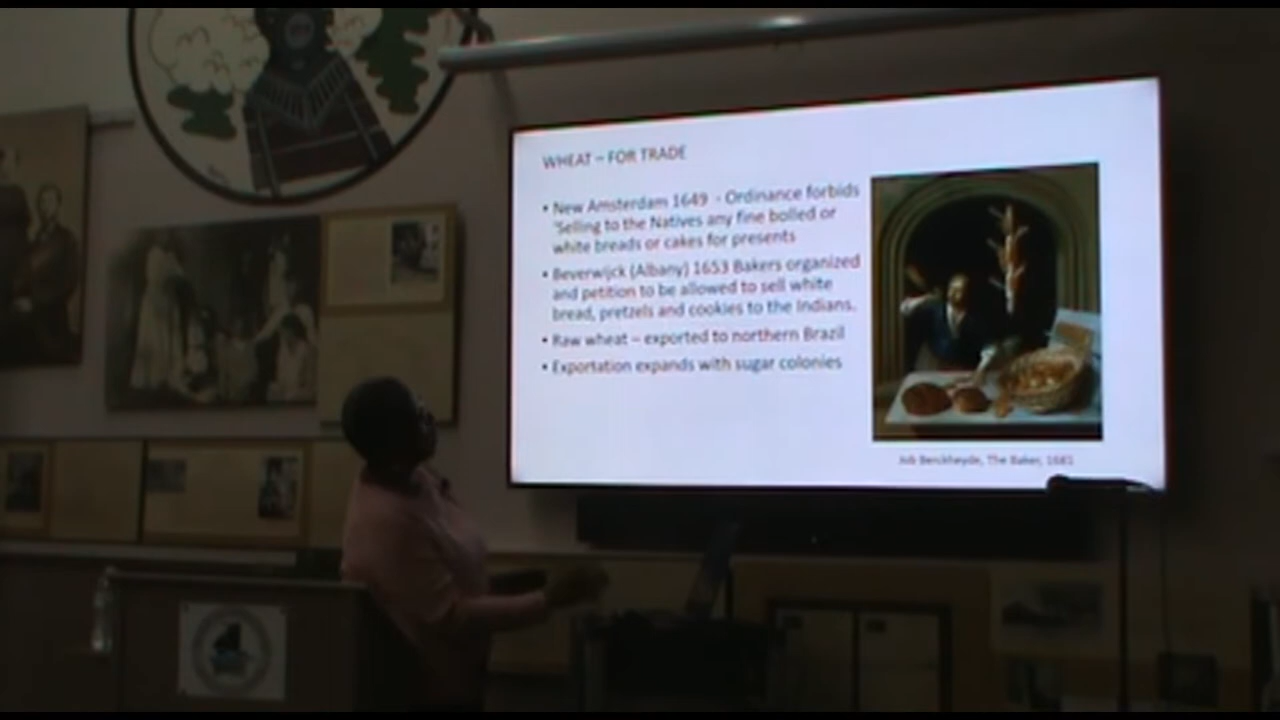 WHEAT – FOR TRADE
• New Amsterdam 1649 - Ordinance forbids
'Selling to the Natives any fine bolled or
white breads or cakes for presents
• Beverwijck (Albany) 1653 Bakers organized
and petition to be allowed to sell white
bread, pretzels and cookies to the Indians.
• Raw wheat – exported to northern Brazil
• Exportation expands with sugar colonies
Job Berckheyde, The Baker, 1681